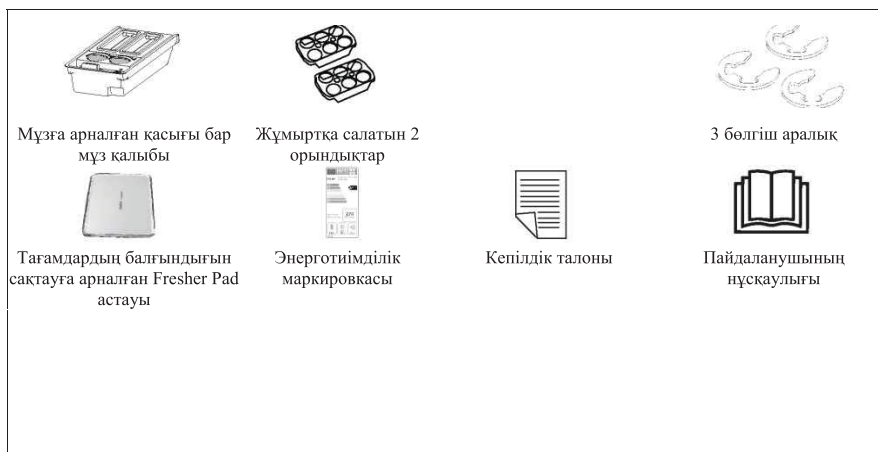 Мұзға арналған қасығы бар
мұз қалыбы
Жұмыртқа салатын 2
орындықтар
3 бөлгіш аралық
Тағамдардың балғындығын
сақтауға арналған Fresher Pad
астауы
Энерготиімділік
маркировкасы
Кепілдік талоны
Пайдаланушының
нұсқаулығы